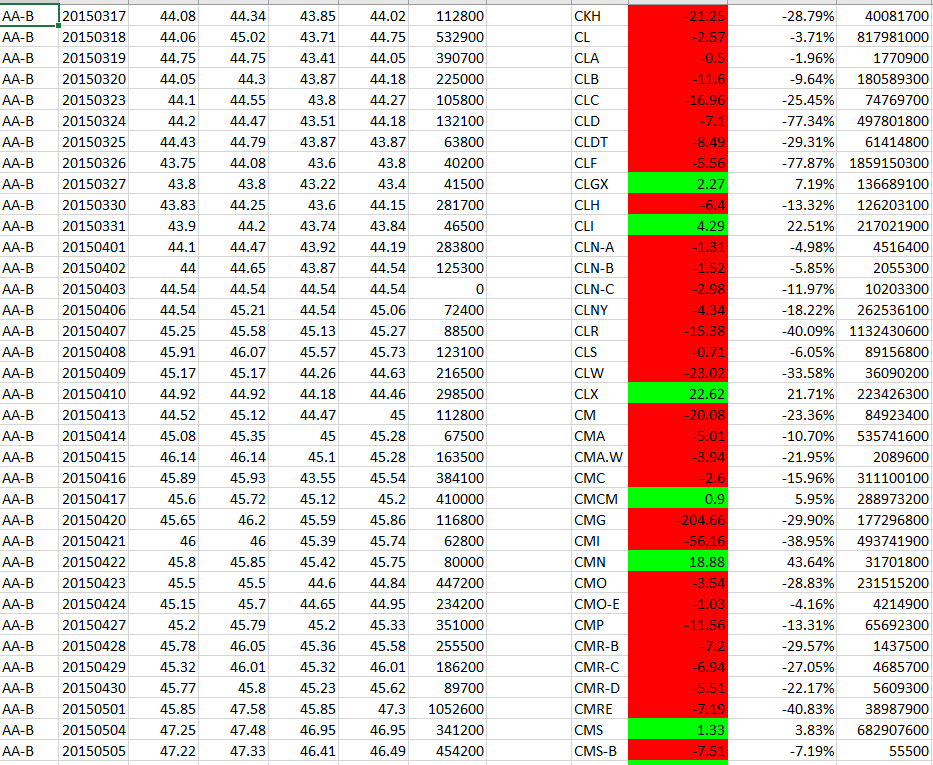 AA-B 20150317 44.08 44.34 43.85 44.02 112800 CKH -21.25 -28.79% 40081700
AA-B 20150318 44.06 45.02 43.71 44.75 532900 CL -2.57 -3.71% 817981000
AA-B 20150319 44.75 44.75 43.41 44.05 390700 CLA -0.5 -1.96% 1770900
AA-B 20150320 44.05 44.3 43.87 44.18 225000 CLB -11.6 -9.64% 180589300
AA-B 20150323 44.1 44.55 43.8 44.27 105800 CLC -16.96 -25.45% 74769700
AA-B 20150324 44.2 44.47 43.51 44.18 132100 CLD -7.1 -77.34% 497801800
AA-B 20150325 44.43 44.79 43.87 43.87 63800 CLDT -8.49 -29.31% 61414800
AA-B 20150326 43.75 44.08 43.6 43.8 40200 CLF -5.56 -77.87% 1859150300
AA-B 20150327 43.8 43.8 43.22 43.4 41500 CLGX 2.27 7.19% 136689100
AA-B 20150330 43.83 44.25 43.6 44.15 281700 CLH -6.4 -13.32% 126203100
AA-B 20150331 43.9 44.2 43.74 43.84 46500 CLI 4.29 22.51% 217021900
AA-B 20150401 44.1 44.47 43.92 44.19 283800 CLN-A -1.31 -4.98% 4516400
AA-B 20150402 44 44.65 43.87 44.54 125300 CLN-B -1.52 -5.85% 2055300
AA-B 20150403 44.54 44.54 44.54 44.54 0 CLN-C -2.98 -11.97% 10203300
AA-B 20150406 44.54 45.21 44.54 45.06 72400 CLNY -4.34 -18.22% 262536100
AA-B 20150407 45.25 45.58 45.13 45.27 88500 CLR -15.38 -40.09% 1132430600
AA-B 20150408 45.91 46.07 45.57 45.73 123100 CLS -0.71 -6.05% 89156800
AA-B 20150409 45.17 45.17 44.26 44.63 216500 CLW -23.02 -33.58% 36090200
AA-B 20150410 44.92 44.92 44.18 44.46 298500 CLX 22.62 21.71% 223426300
AA-B 20150413 44.52 45.12 44.47 45 112800 CM -20.08 -23.36% 84923400
AA-B 20150414 45.08 45.35 45 45.28 67500 CMA -5.01 -10.70% 535741600
AA-B 20150415 46.14 46.14 45.1 45.28 163500 CMA.W -3.94 -21.95% 2089600
AA-B 20150416 45.89 45.93 43.55 45.54 384100 CMC -2.6 -15.96% 311100100
AA-B 20150417 45.6 45.72 45.12 45.2 410000 CMCM 0.9 5.95% 288973200
AA-B 20150420 45.65 46.2 45.59 45.86 116800 CMG -204.66 -29.90% 177296800
AA-B 20150421 46 46 45.39 45.74 62800 CMI -56.16 -38.95% 493741900
AA-B 20150422 45.8 45.85 45.42 45.75 80000 CMN 18.88 43.64% 31701800
AA-B 20150423 45.5 45.5 44.6 44.84 447200 CMO -3.54 -28.83% 231515200
AA-B 20150424 45.15 45.7 44.65 44.95 234200 CMO-E -1.03 -4.16% 4214900
AA-B 20150427 45.2 45.79 45.2 45.33 351000 CMP -11.56 -13.31% 65692300
AA-B 20150428 45.78 46.05 45.36 45.58 255500 CMR-B -7.2 -29.57% 1437500
AA-B 20150429 45.32 46.01 45.32 46.01 186200 CMR-C -6.94 -27.05% 4685700
AA-B 20150430 45.77 45.8 45.23 45.62 89700 CMR-D -5.51 -22.17% 5609300
AA-B 20150501 45.85 47.58 45.85 47.3 1052600 CMRE -7.19 -40.83% 38987900
AA-B 20150504 47.25 47.48 46.95 46.95 341200 CMS 1.33 3.83% 682907600
AA-B 20150505 47.22 47.33 46.41 46.49 454200 CMS-B -7.51 -7.19% 55500